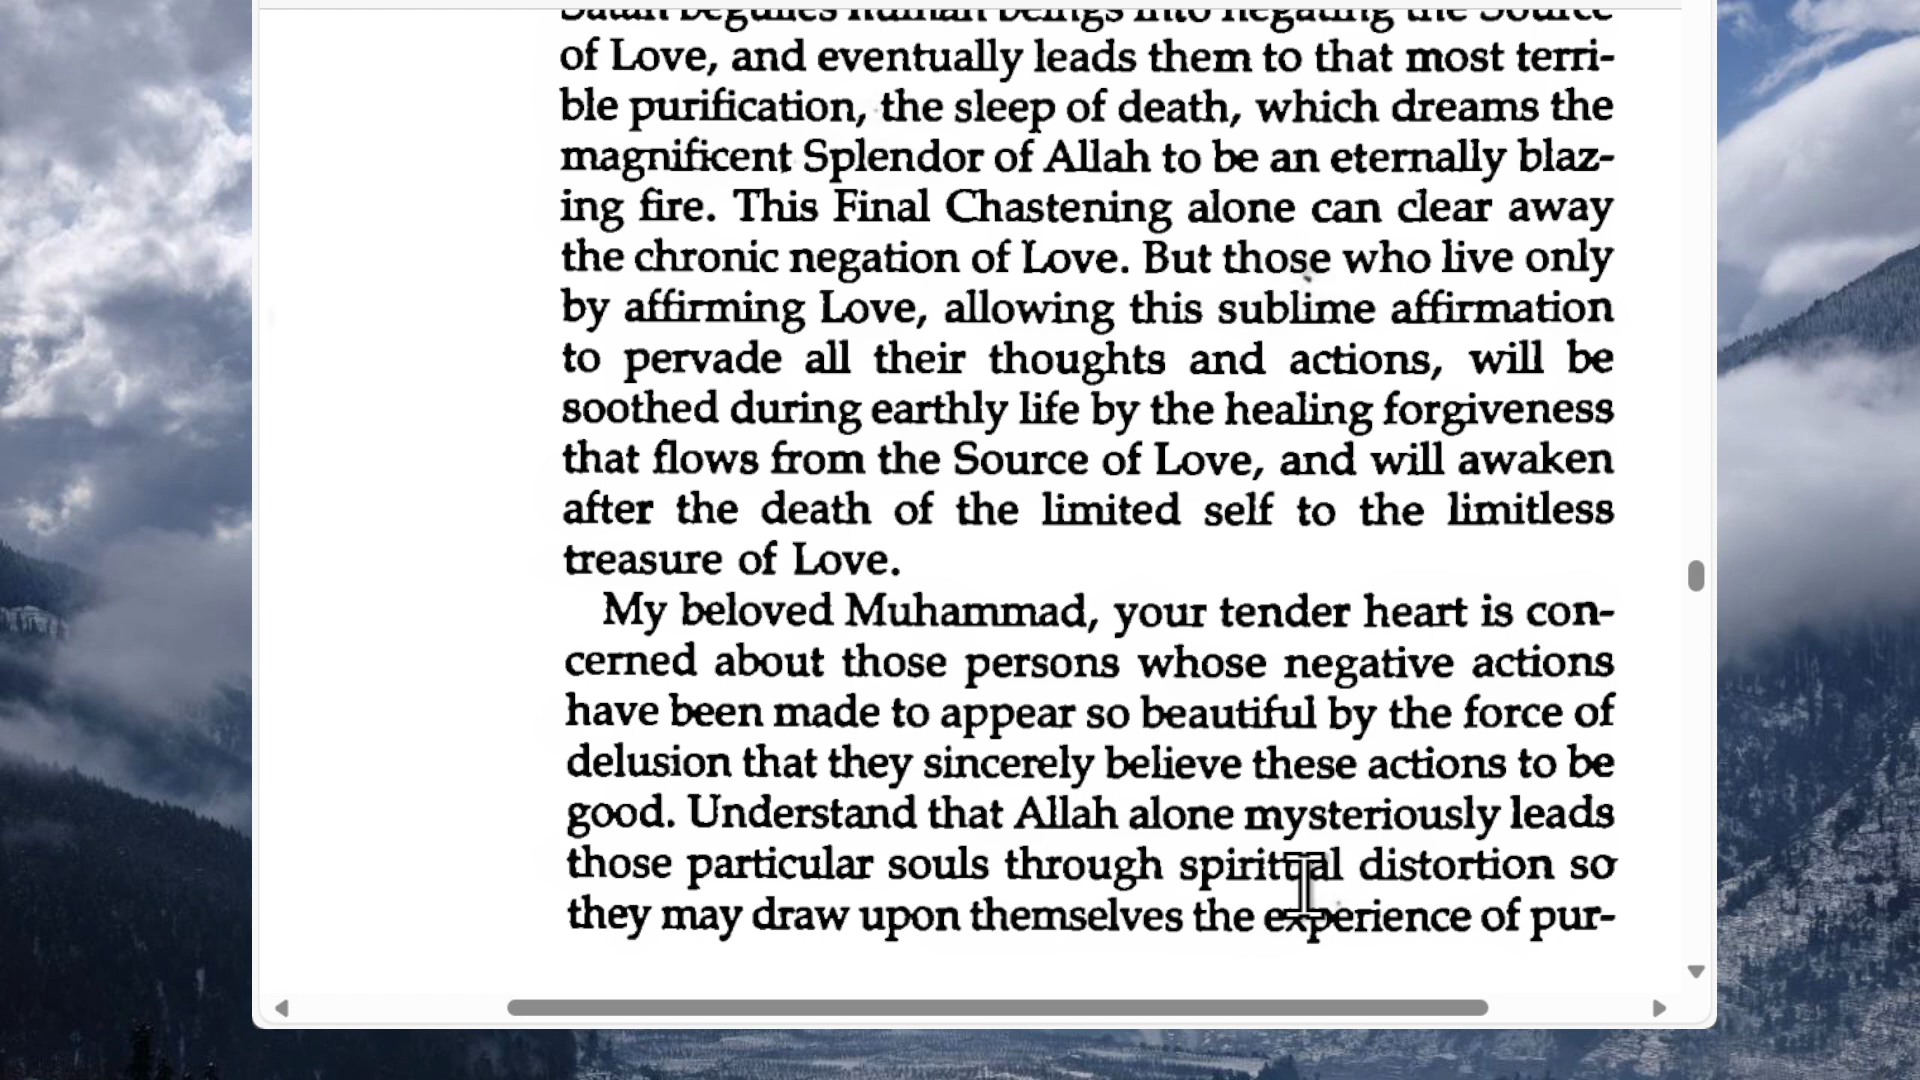 Satan beguiles human beings into negating the Source
of Love, and eventually leads them to that most terri-
ble purification, the sleep of death, which dreams the
magnificent Splendor of Allah to be an eternally blaz-
ing fire. This Final Chastening alone can clear away
the chronic negation of Love. But those who live only
by affirming Love, allowing this sublime affirmation
to pervade all their thoughts and actions, will be
soothed during earthly life by the healing forgiveness
that flows from the Source of Love, and will awaken
after the death of the limited self to the limitless
treasure of Love.
My beloved Muhammad, your tender heart is con-
cerned about those persons whose negative actions
have been made to appear so beautiful by the force of
delusion that they sincerely believe these actions to be
good. Understand that Allah alone mysteriously leads
those particular souls through spiritual distortion so
they may draw upon themselves the experience of pur-